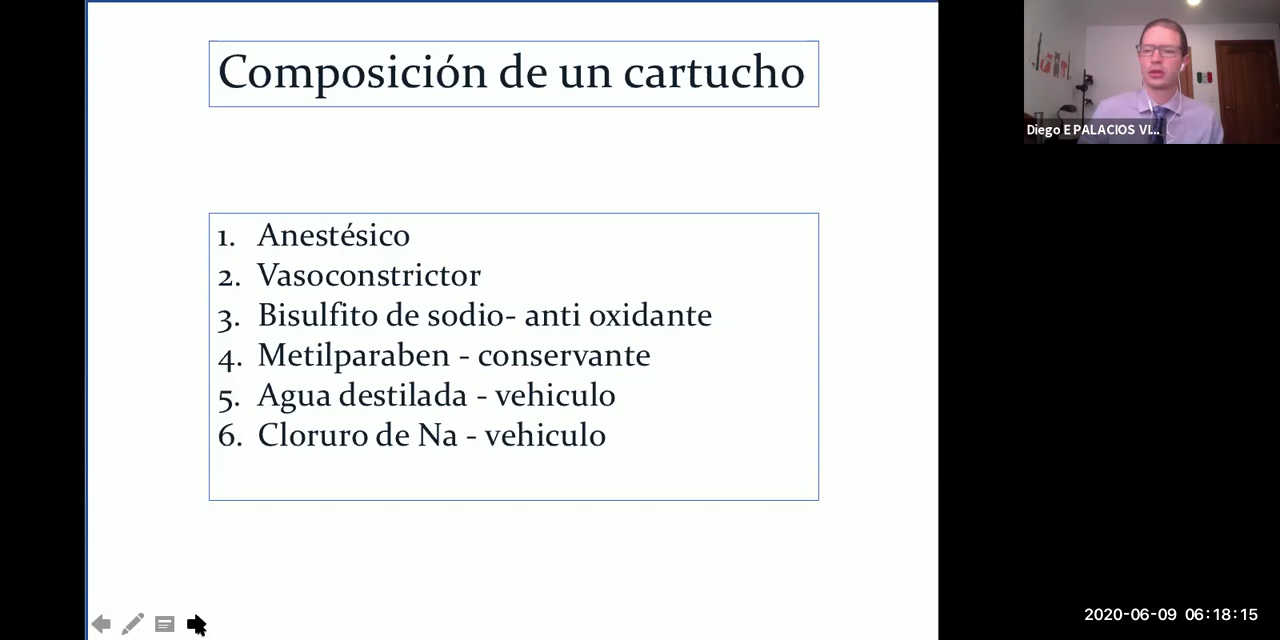 Composición de un cartucho
1. Anestésico
2. Vasoconstrictor
3. Bisulfito de sodio- anti oxidante
4. Metilparaben - conservante
5. Agua destilada - vehiculo
6. Cloruro de Na - vehiculo
Diego E PALACIOS VI...
2020-06-09 06:18:15